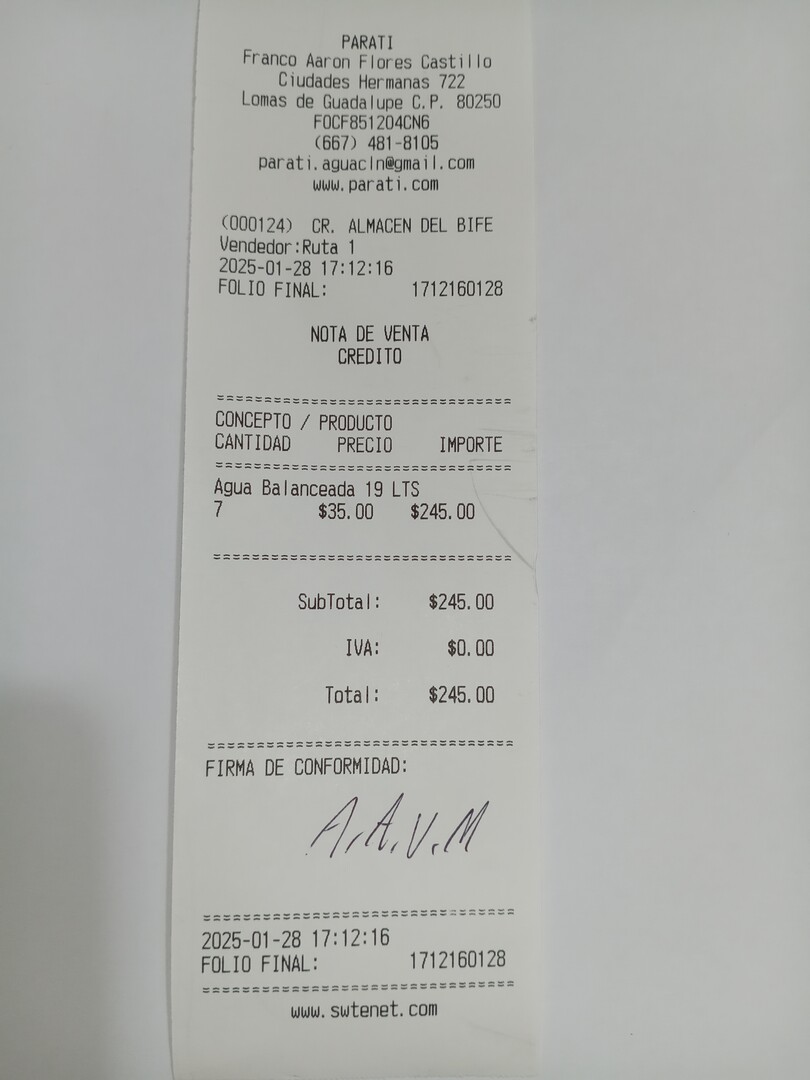 PARATI
Franco Aaron Flores Castillo
Ciudades Hermanas 722
Lomas de Guadalupe C.P. 80250
FOCF851204CN6
(667) 481-8105
parati.aguacln@gmail.com
www.parati.com
(000124) CR. ALMACEN DEL BIFE
Vendedor:Ruta 1
2025-01-28 17:12:16
FOLIO FINAL: 1712160128
NOTA DE VENTA
CREDITO
================================
CONCEPTO / PRODUCTO
CANTIDAD PRECIO IMPORTE
================================
Agua Balanceada 19 LTS
7 $35.00 $245.00
================================
SubTotal: $245.00
IVA: $0.00
Total: $245.00
================================
FIRMA DE CONFORMIDAD:
A.A.V.M
================================
2025-01-28 17:12:16
FOLIO FINAL: 1712160128
================================
www.swtenet.com